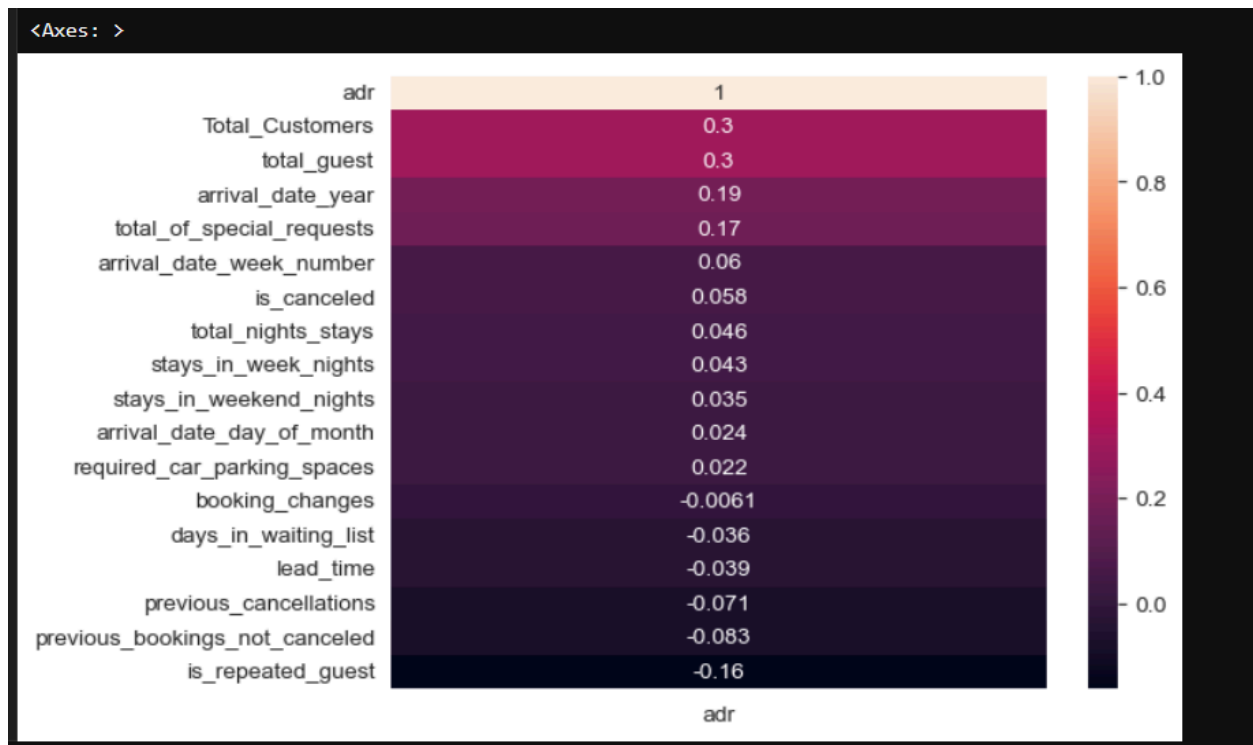 <Axes: >
adr 1
Total_Customers 0.3
total_guest 0.3
arrival_date_year 0.19
total_of_special_requests 0.17
arrival_date_week_number 0.06
is_canceled 0.058
total_nights_stays 0.046
stays_in_week_nights 0.043
stays_in_weekend_nights 0.035
arrival_date_day_of_month 0.024
required_car_parking_spaces 0.022
booking_changes -0.0061
days_in_waiting_list -0.036
lead_time -0.039
previous_cancellations -0.071
previous_bookings_not_canceled -0.083
is_repeated_guest -0.16
adr
1.0
0.8
0.6
0.4
0.2
0.0